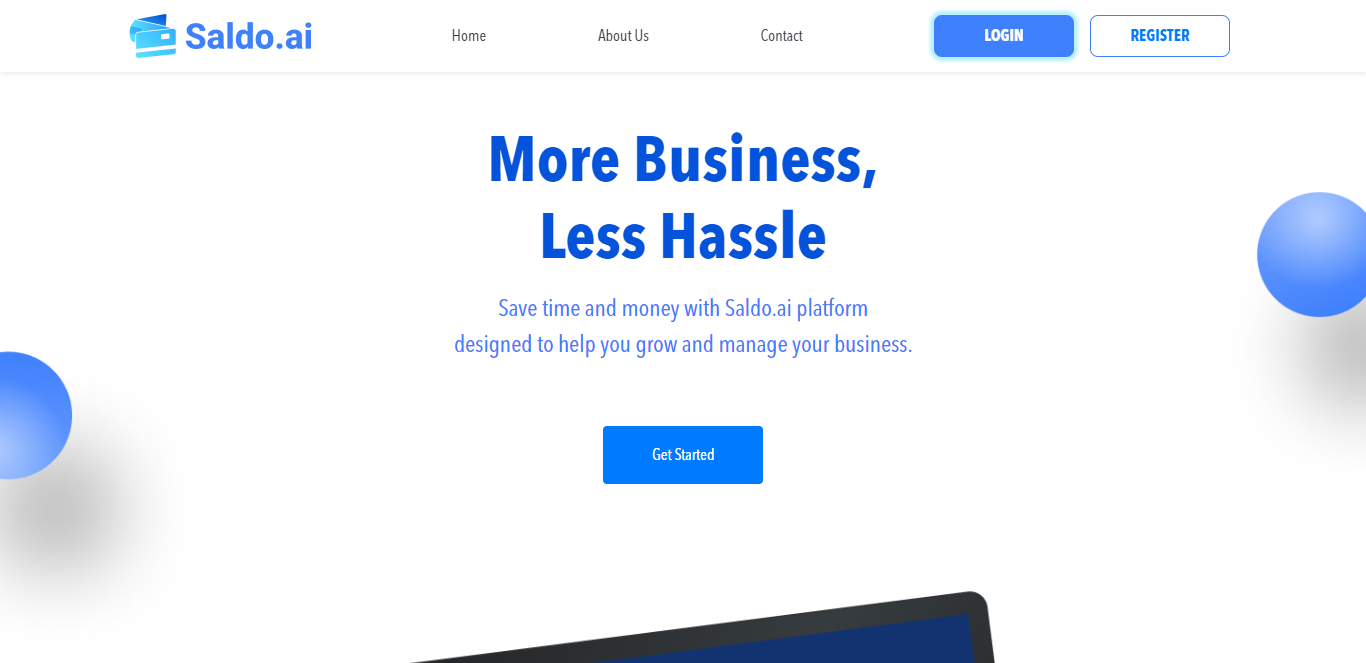 Saldo.ai
Home
About Us
Contact
LOGIN
REGISTER
More Business,
Less Hassle
Save time and money with Saldo.ai platform
designed to help you grow and manage your business.
Get Started